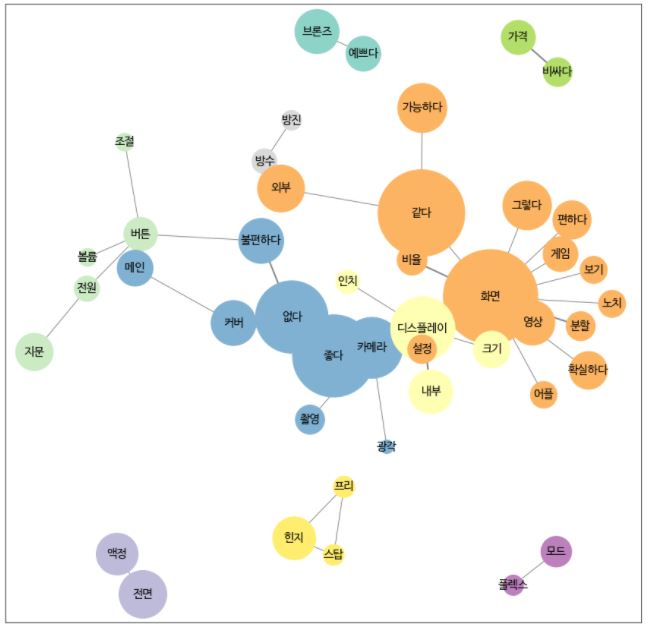 브론즈
예쁘다
가격
비싸다
가능하다
방진
조절
방수
외부
그렇다
같다
편하다
버튼
불편하다
게임
볼륨
메인
비율
보기
인치
전원
화면
노치
없다
커버
영상
분할
디스플레이
카메라
설정
크기
좋다
지문
확실하다
내부
어플
촬영
광각
프리
힌지
스탑
액정
모드
플렉스
전면